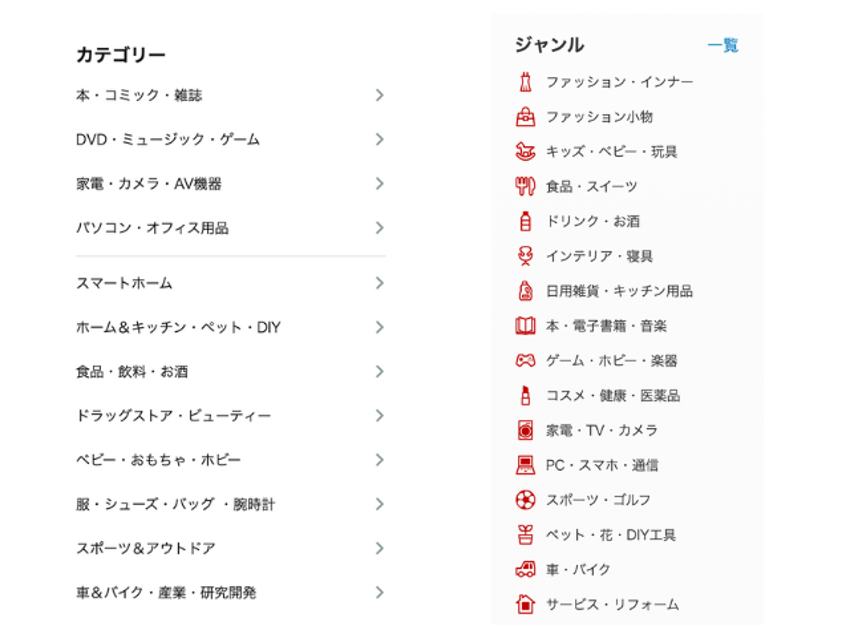 カテゴリー
本・コミック・雑誌
DVD・ミュージック・ゲーム
家電・カメラ・AV機器
パソコン・オフィス用品
スマートホーム
ホーム＆キッチン・ペット・DIY
食品・飲料・お酒
ドラッグストア・ビューティー
ベビー・おもちゃ・ホビー
服・シューズ・バッグ ・腕時計
スポーツ＆アウトドア
車＆バイク・産業・研究開発
ジャンル 一覧
ファッション・インナー
ファッション小物
キッズ・ベビー・玩具
食品・スイーツ
ドリンク・お酒
インテリア・寝具
日用雑貨・キッチン用品
本・電子書籍・音楽
ゲーム・ホビー・楽器
コスメ・健康・医薬品
家電・TV・カメラ
PC・スマホ・通信
スポーツ・ゴルフ
ペット・花・DIY工具
車・バイク
サービス・リフォーム